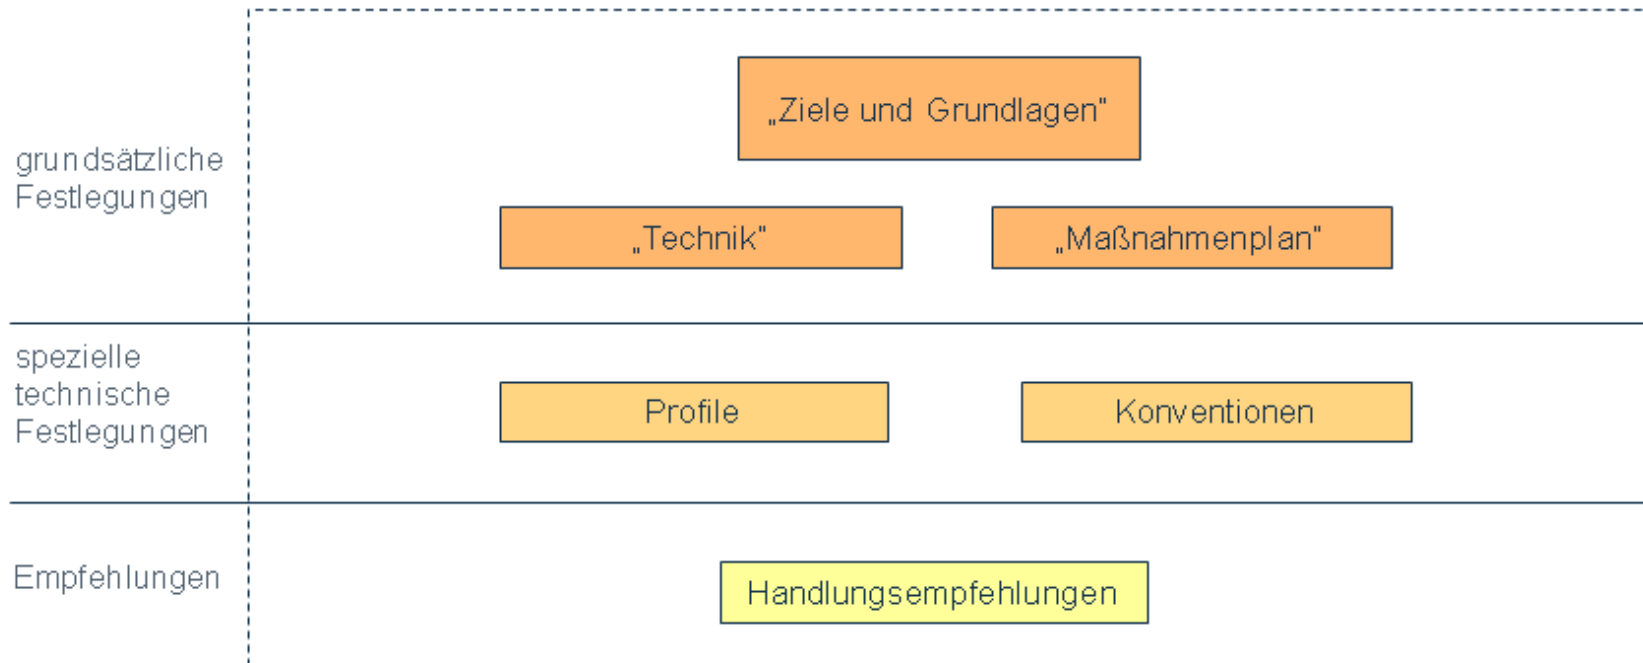 „Ziele und Grundlagen"
grundsätzliche
Festlegungen
„Technik"
„Maßnahmenplan"
spezielle
technische
Festlegungen
Profile
Konventionen
Empfehlungen
Handlungsempfehlungen